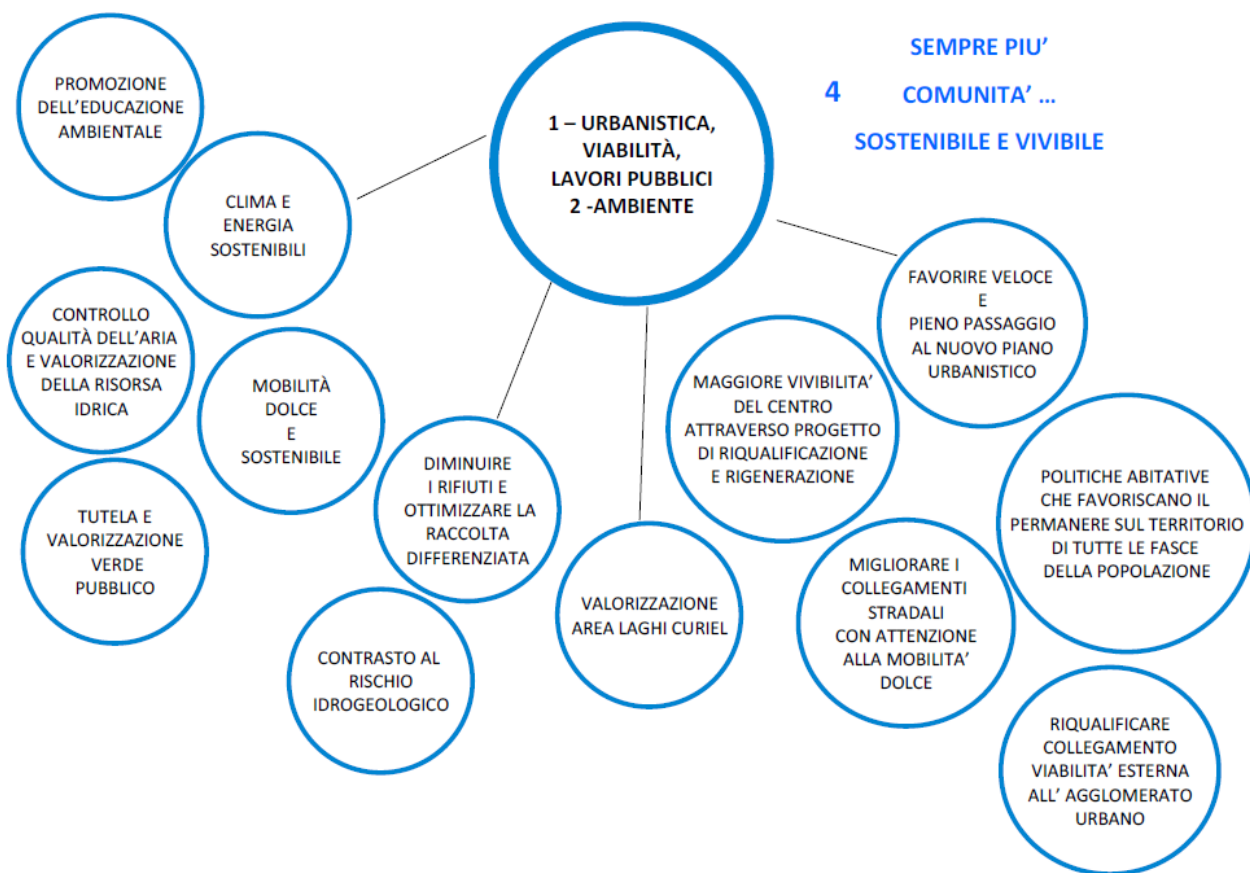 SEMPRE PIU'
4 COMUNITA' ...
SOSTENIBILE E VIVIBILE
1 – URBANISTICA,
VIABILITÀ,
LAVORI PUBBLICI
2 -AMBIENTE
PROMOZIONE
DELL'EDUCAZIONE
AMBIENTALE
CLIMA E
ENERGIA
SOSTENIBILI
CONTROLLO
QUALITÀ DELL'ARIA
E VALORIZZAZIONE
DELLA RISORSA
IDRICA
MOBILITÀ
DOLCE
E
SOSTENIBILE
TUTELA E
VALORIZZAZIONE
VERDE
PUBBLICO
DIMINUIRE
I RIFIUTI E
OTTIMIZZARE LA
RACCOLTA
DIFFERENZIATA
CONTRASTO AL
RISCHIO
IDROGEOLOGICO
VALORIZZAZIONE
AREA LAGHI CURIEL
MAGGIORE VIVIBILITA'
DEL CENTRO
ATTRAVERSO PROGETTO
DI RIQUALIFICAZIONE
E RIGENERAZIONE
FAVORIRE VELOCE
E
PIENO PASSAGGIO
AL NUOVO PIANO
URBANISTICO
POLITICHE ABITATIVE
CHE FAVORISCANO IL
PERMANERE SUL TERRITORIO
DI TUTTE LE FASCE
DELLA POPOLAZIONE
MIGLIORARE I
COLLEGAMENTI
STRADALI
CON ATTENZIONE
ALLA MOBILITA'
DOLCE
RIQUALIFICARE
COLLEGAMENTO
VIABILITA' ESTERNA
ALL' AGGLOMERATO
URBANO